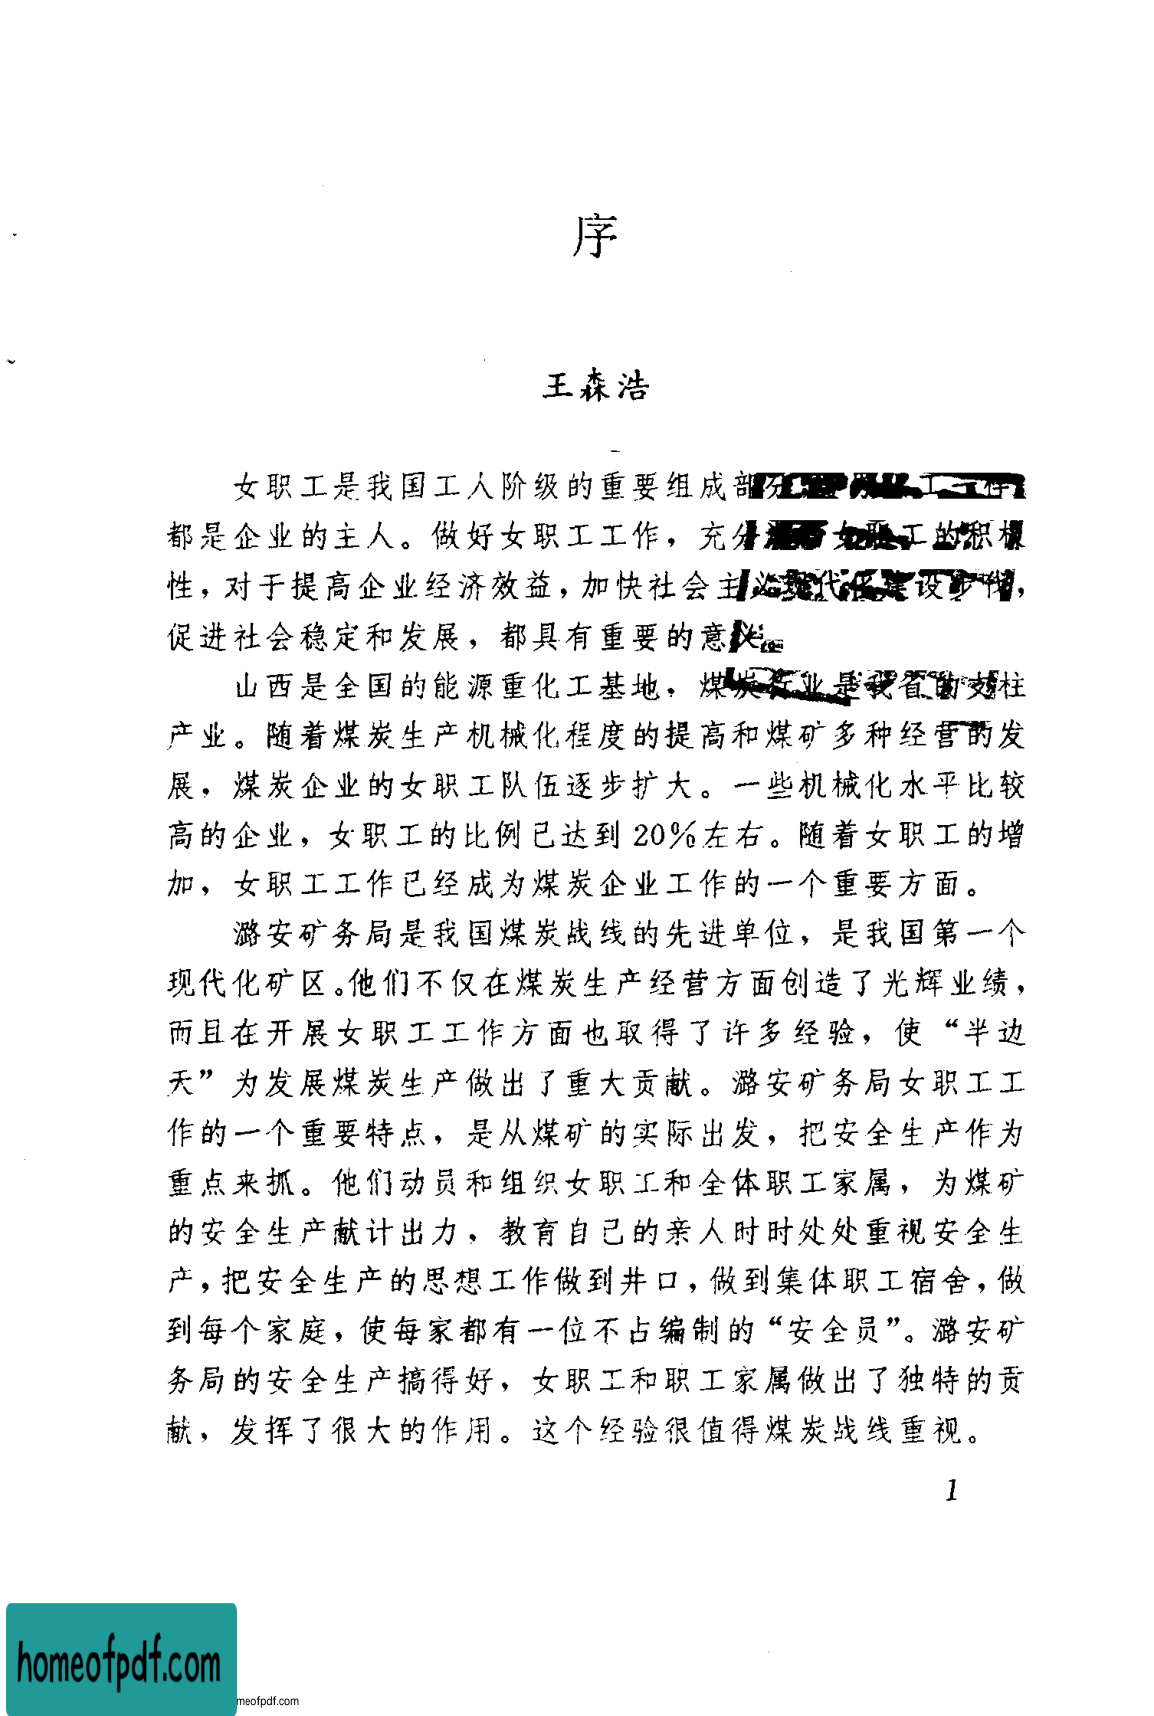 序
王森浩
女职工是我国工人阶级的重要组成部分
都是企业的主人。做好女职工工作，充分 女职工的积极
性，对于提高企业经济效益，加快社会主义现代化建设步伐，
促进社会稳定和发展，都具有重要的意义。
山西是全国的能源重化工基地，煤炭行业是我省的支柱
产业。随着煤炭生产机械化程度的提高和煤矿多种经营的发
展，煤炭企业的女职工队伍逐步扩大。一些机械化水平比较
高的企业，女职工的比例已达到20%左右。随着女职工的增
加，女职工工作已经成为煤炭企业工作的一个重要方面。
潞安矿务局是我国煤炭战线的先进单位，是我国第一个
现代化矿区。他们不仅在煤炭生产经营方面创造了光辉业绩，
而且在开展女职工工作方面也取得了许多经验，使“半边
天”为发展煤炭生产做出了重大贡献。潞安矿务局女职工工
作的一个重要特点，是从煤矿的实际出发，把安全生产作为
重点来抓。他们动员和组织女职工和全体职工家属，为煤矿
的安全生产献计出力，教育自己的亲人时时处处重视安全生
产，把安全生产的思想工作做到井口，做到集体职工宿舍，做
到每个家庭，使每家都有一位不占编制的“安全员”。潞安矿
务局的安全生产搞得好，女职工和职工家属做出了独特的贡
献，发挥了很大的作用。这个经验很值得煤炭战线重视。
1
homeofpdf.com
meofpdf.com